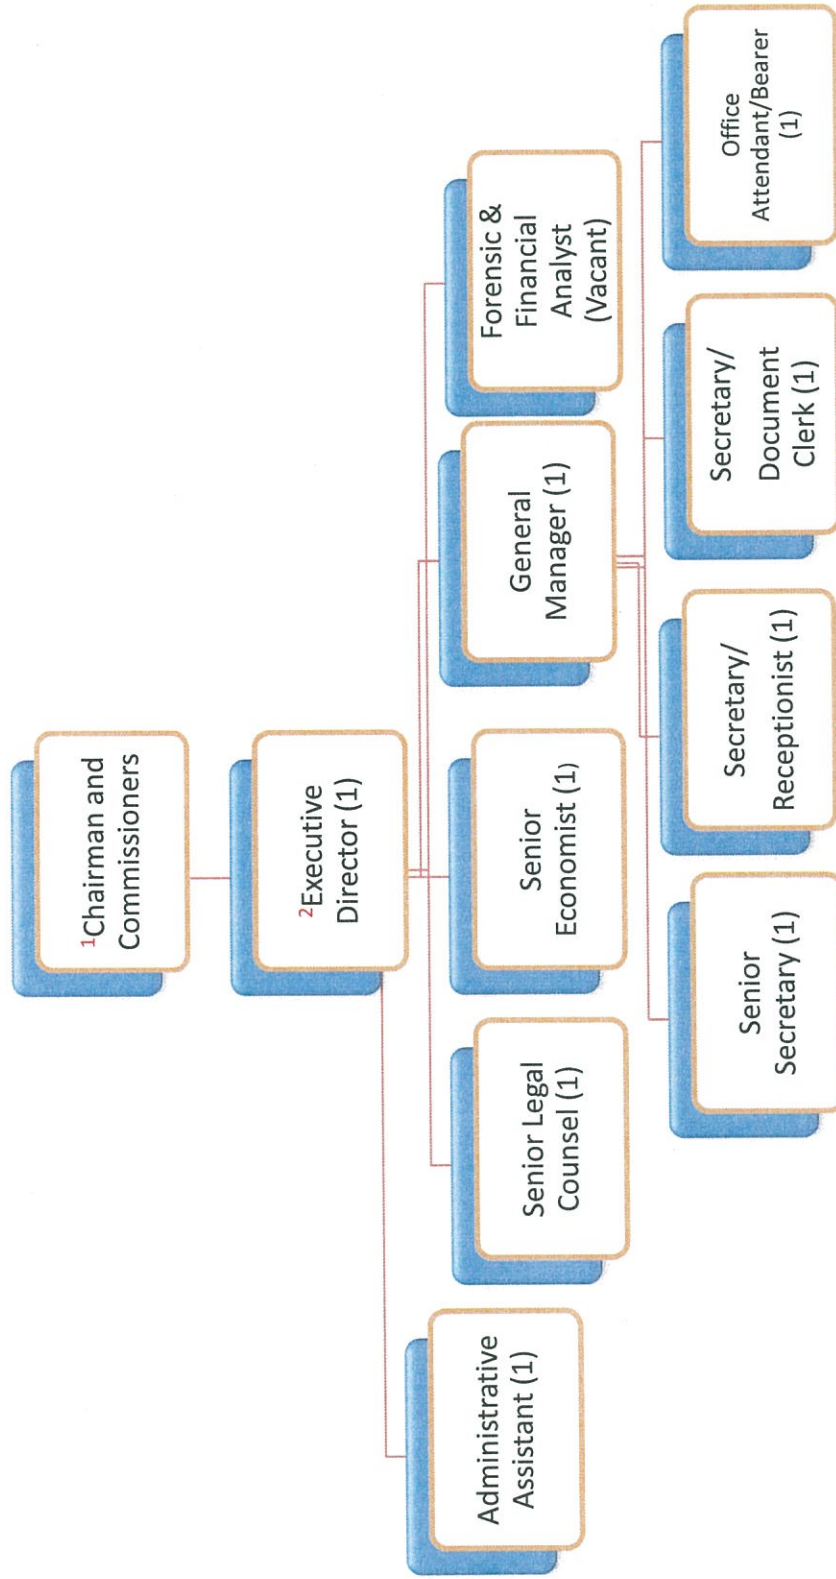 ¹Chairman and
Commissioners
²Executive
Director (1)
Administrative
Assistant (1)
Senior Legal
Counsel (1)
Senior
Economist (1)
General
Manager (1)
Forensic &
Financial
Analyst
(Vacant)
Senior
Secretary (1)
Secretary/
Receptionist (1)
Secretary/
Document
Clerk (1)
Office
Attendant/Bearer
(1)